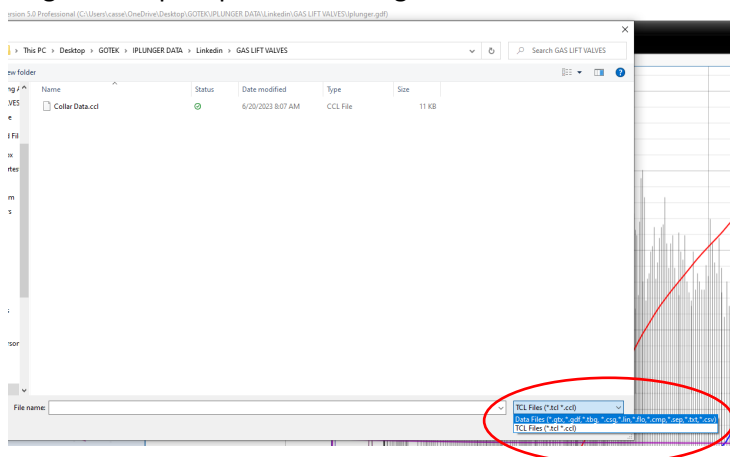 ersion 5.0 Professional (C:\Users\casse\OneDrive\Desktop\GOTEK\IPLUNGER DATA\Linkedin\GAS LIFT VALVES\Iplunger.gdf)
This PC > Desktop > GOTEK > IPLUNGER DATA > Linkedin > GAS LIFT VALVES
Search GAS LIFT VALVES
ew folder
Name Status Date modified Type Size
Collar Data.ccl 6/20/2023 8:07 AM CCL File 11 KB
File name:
TCL Files (*.tcl *.ccl)
Data Files (*.gtx,*.gdf,*.tbg, *.csg,*.lin,*.flo,*.cmp,*.sep,*.txt,*.csv)
TCL Files (*.tcl *.ccl)